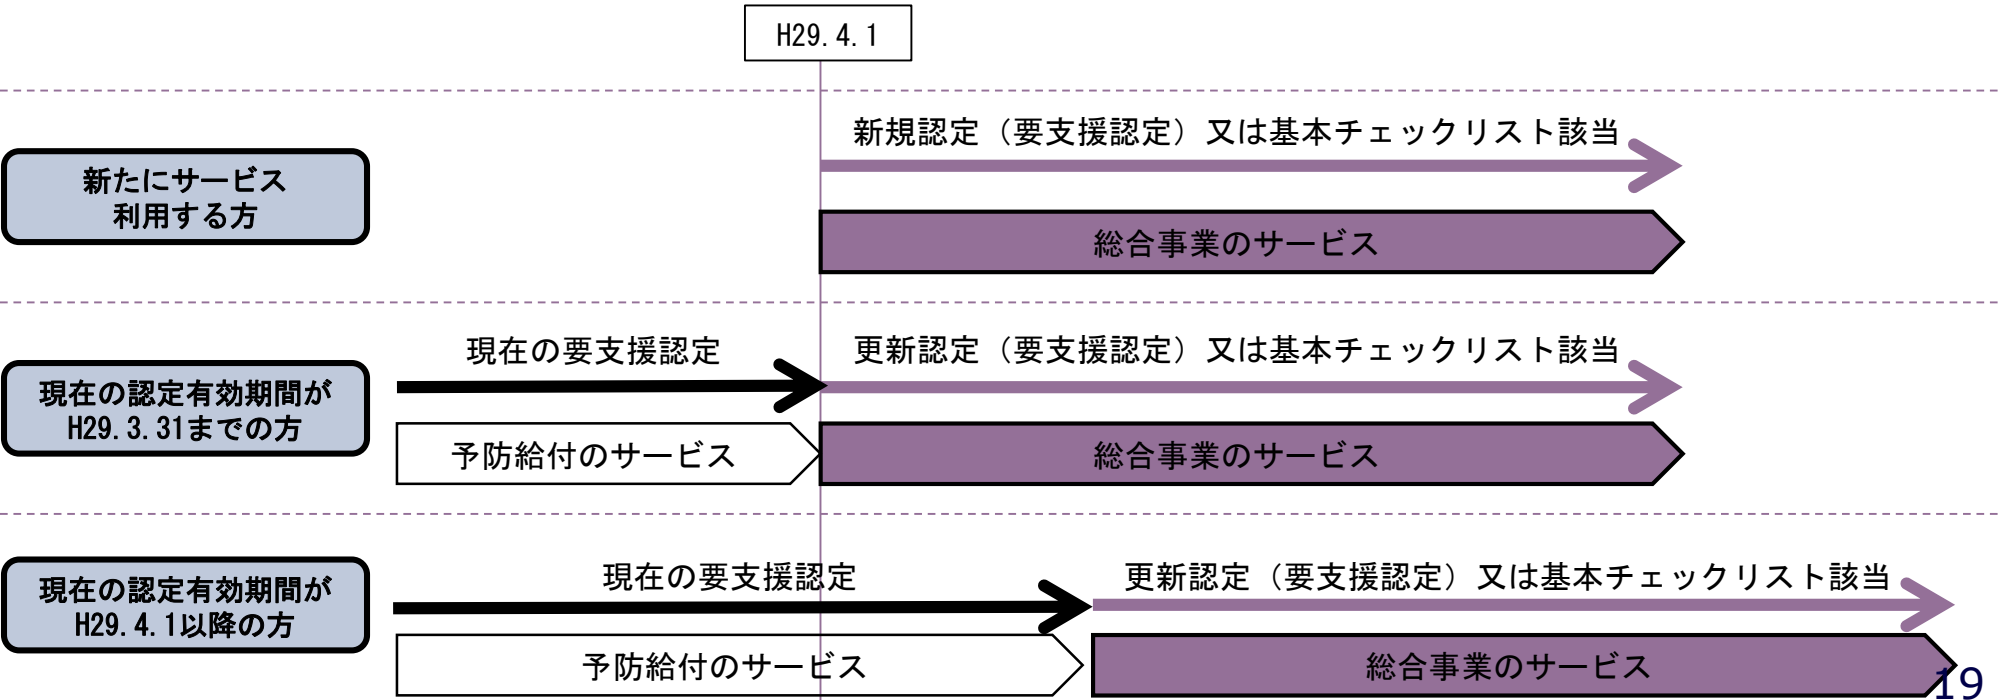 H29.4.1
新規認定（要支援認定）又は基本チェックリスト該当
新たにサービス
利用する方
総合事業のサービス
現在の要支援認定
更新認定（要支援認定）又は基本チェックリスト該当
現在の認定有効期間が
H29.3.31までの方
予防給付のサービス
総合事業のサービス
現在の要支援認定
更新認定（要支援認定）又は基本チェックリスト該当
現在の認定有効期間が
H29.4.1以降の方
予防給付のサービス
総合事業のサービス
19